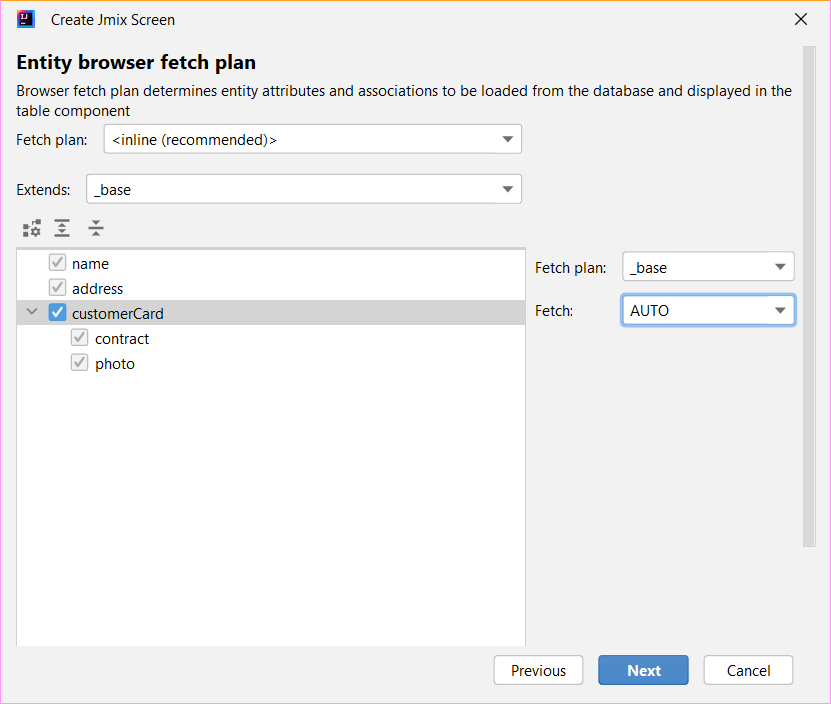 Create Jmix Screen
Entity browser fetch plan
Browser fetch plan determines entity attributes and associations to be loaded from the database and displayed in the
table component
Fetch plan: <inline (recommended)>
Extends: _base
name
address
customerCard
contract
photo
Fetch plan: _base
Fetch: AUTO
Previous Next Cancel